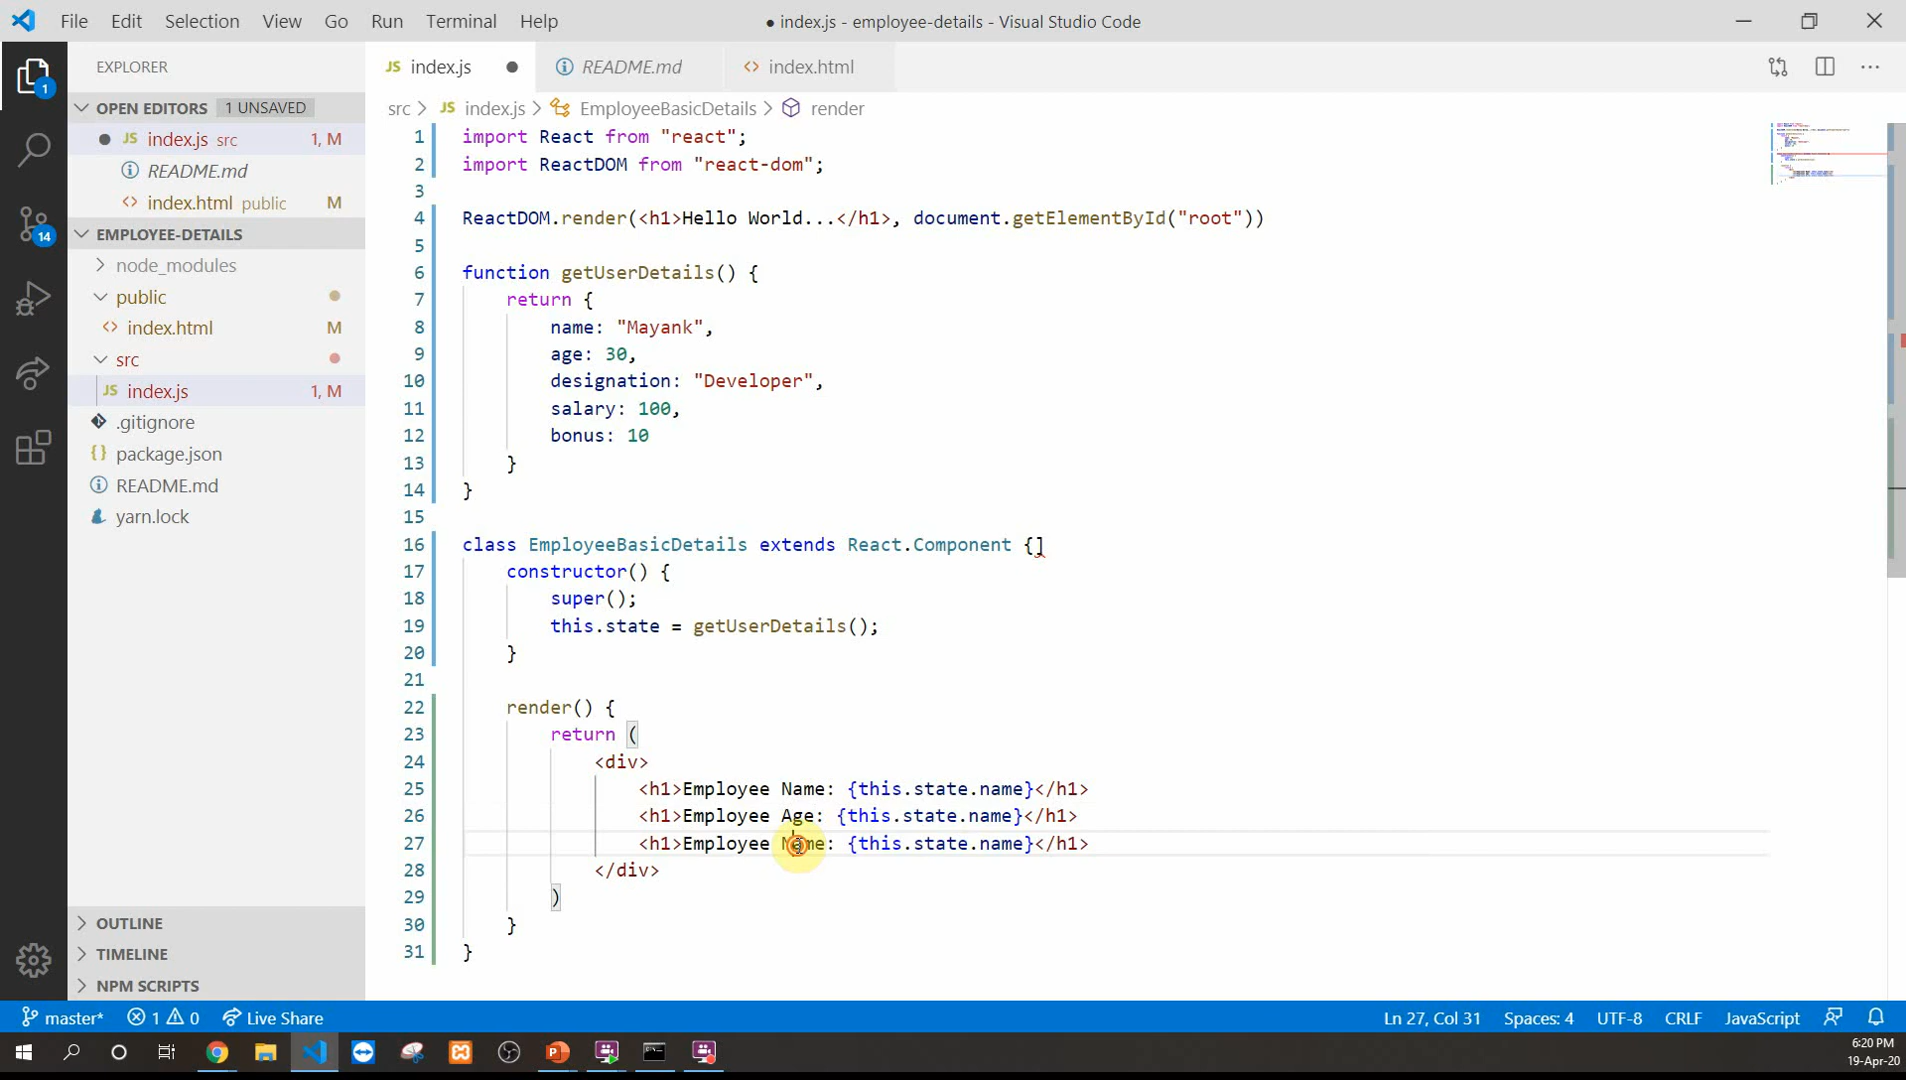 File Edit Selection View Go Run Terminal Help
● index.js - employee-details - Visual Studio Code
EXPLORER
OPEN EDITORS 1 UNSAVED
JS index.js src 1, M
README.md
<> index.html public M
EMPLOYEE-DETAILS
node_modules
public
<> index.html M
src
JS index.js 1, M
.gitignore
{} package.json
README.md
yarn.lock
OUTLINE
TIMELINE
NPM SCRIPTS
1
14
JS index.js ● README.md <> index.html
src > JS index.js > EmployeeBasicDetails > render
1 import React from "react";
2 import ReactDOM from "react-dom";
3
4 ReactDOM.render(<h1>Hello World...</h1>, document.getElementById("root"))
5
6 function getUserDetails() {
7 return {
8 name: "Mayank",
9 age: 30,
10 designation: "Developer",
11 salary: 100,
12 bonus: 10
13 }
14 }
15
16 class EmployeeBasicDetails extends React.Component {]
17 constructor() {
18 super();
19 this.state = getUserDetails();
20 }
21
22 render() {
23 return (
24 <div>
25 <h1>Employee Name: {this.state.name}</h1>
26 <h1>Employee Age: {this.state.name}</h1>
27 <h1>Employee Name: {this.state.name}</h1>
28 </div>
29 )
30 }
31 }
master* 1 0 Live Share
Ln 27, Col 31 Spaces: 4 UTF-8 CRLF JavaScript
6:20 PM
19-Apr-20